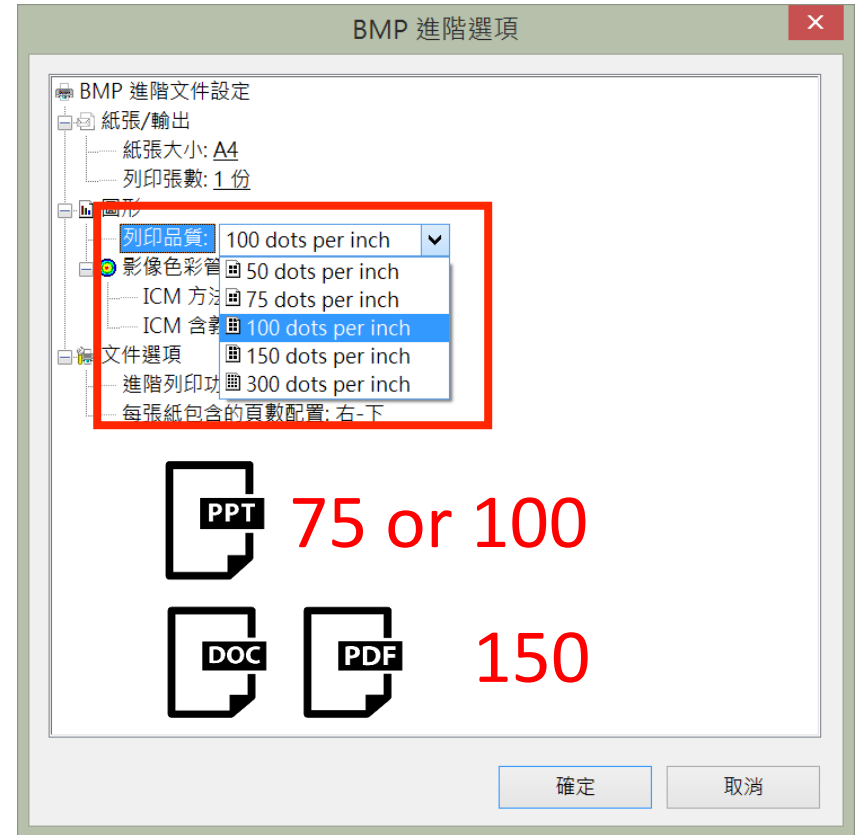 BMP 進階選項
BMP 進階文件設定
紙張/輸出
紙張大小: A4
列印張數: 1 份
圖形
列印品質: 100 dots per inch
影像色彩管
50 dots per inch
ICM 方法
75 dots per inch
ICM 含義
100 dots per inch
文件選項
150 dots per inch
進階列印功
300 dots per inch
每張紙包含的頁數配置: 右-下
PPT 75 or 100
DOC PDF 150
確定 取消